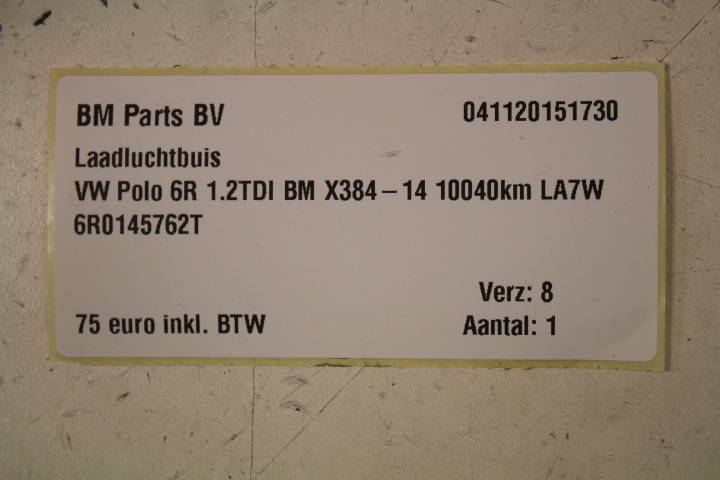 BM Parts BV 041120151730
Laadluchtbuis
VW Polo 6R 1.2TDI BM X384-14 10040km LA7W
6R0145762T
Verz: 8
75 euro inkl. BTW Aantal: 1